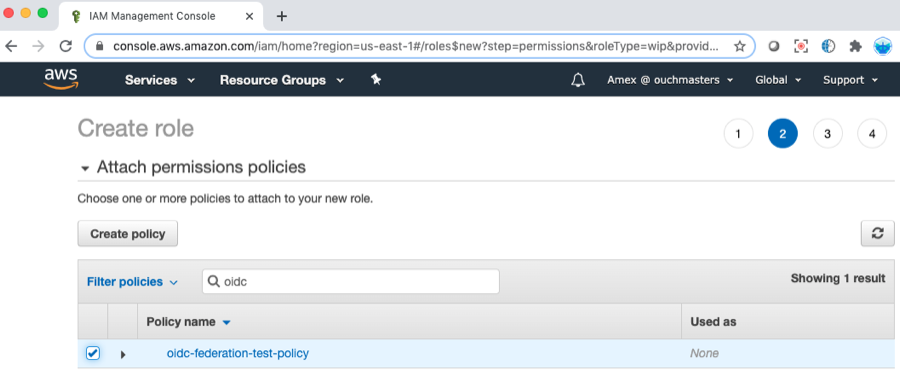 IAM Management Console
console.aws.amazon.com/iam/home?region=us-east-1#/roles$new?step=permissions&roleType=wip&provid...
aws Services Resource Groups Amex @ ouchmasters Global Support
Create role 1 2 3 4
Attach permissions policies
Choose one or more policies to attach to your new role.
Create policy
Filter policies oidc Showing 1 result
Policy name Used as
oidc-federation-test-policy None